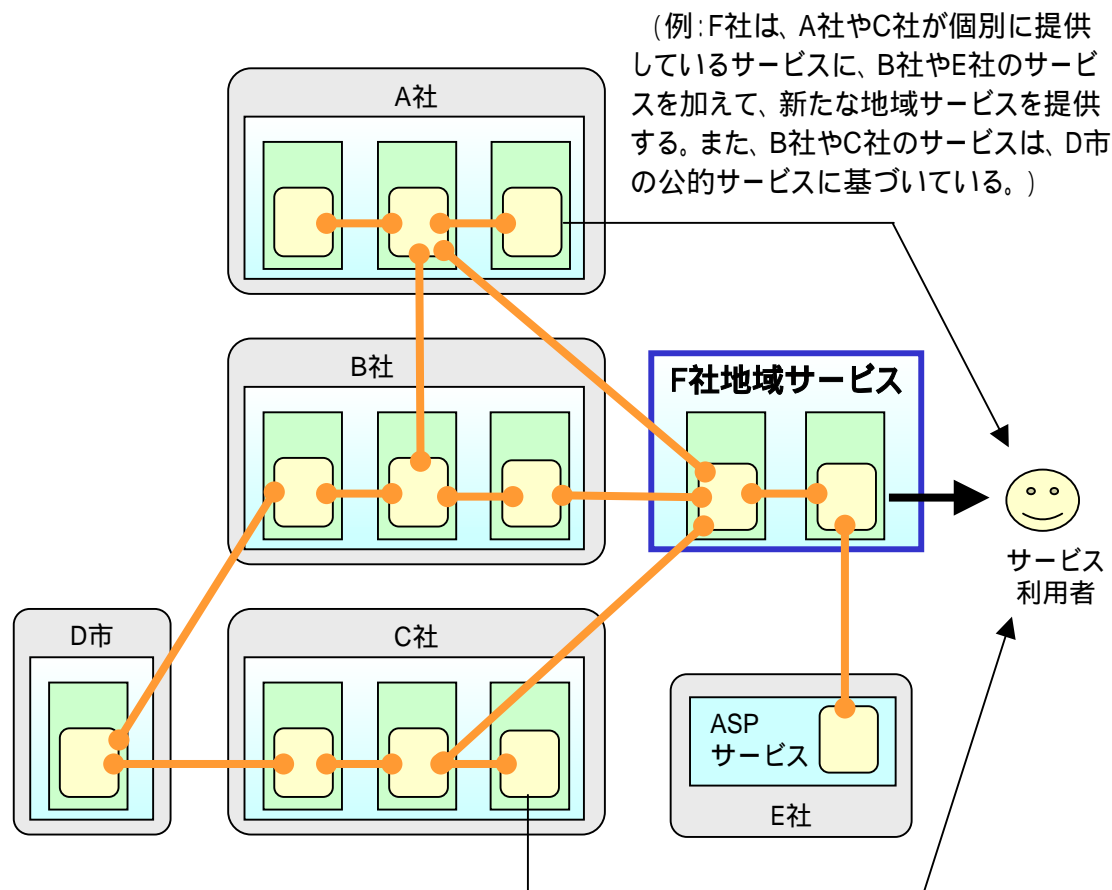 (例:F社は、A社やC社が個別に提供
しているサービスに、B社やE社のサービ
スを加えて、新たな地域サービスを提供
する。また、B社やC社のサービスは、D市
の公的サービスに基づいている。)
A社
B社
F社地域サービス
サービス
利用者
D市
C社
ASP
サービス
E社